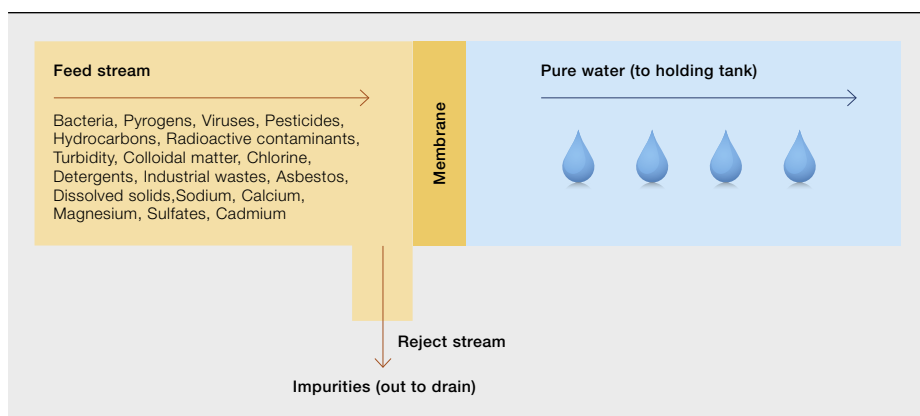 Feed stream
Pure water (to holding tank)
Bacteria, Pyrogens, Viruses, Pesticides,
Hydrocarbons, Radioactive contaminants,
Turbidity, Colloidal matter, Chlorine,
Detergents, Industrial wastes, Asbestos,
Dissolved solids,Sodium, Calcium,
Magnesium, Sulfates, Cadmium
Membrane
Reject stream
Impurities (out to drain)